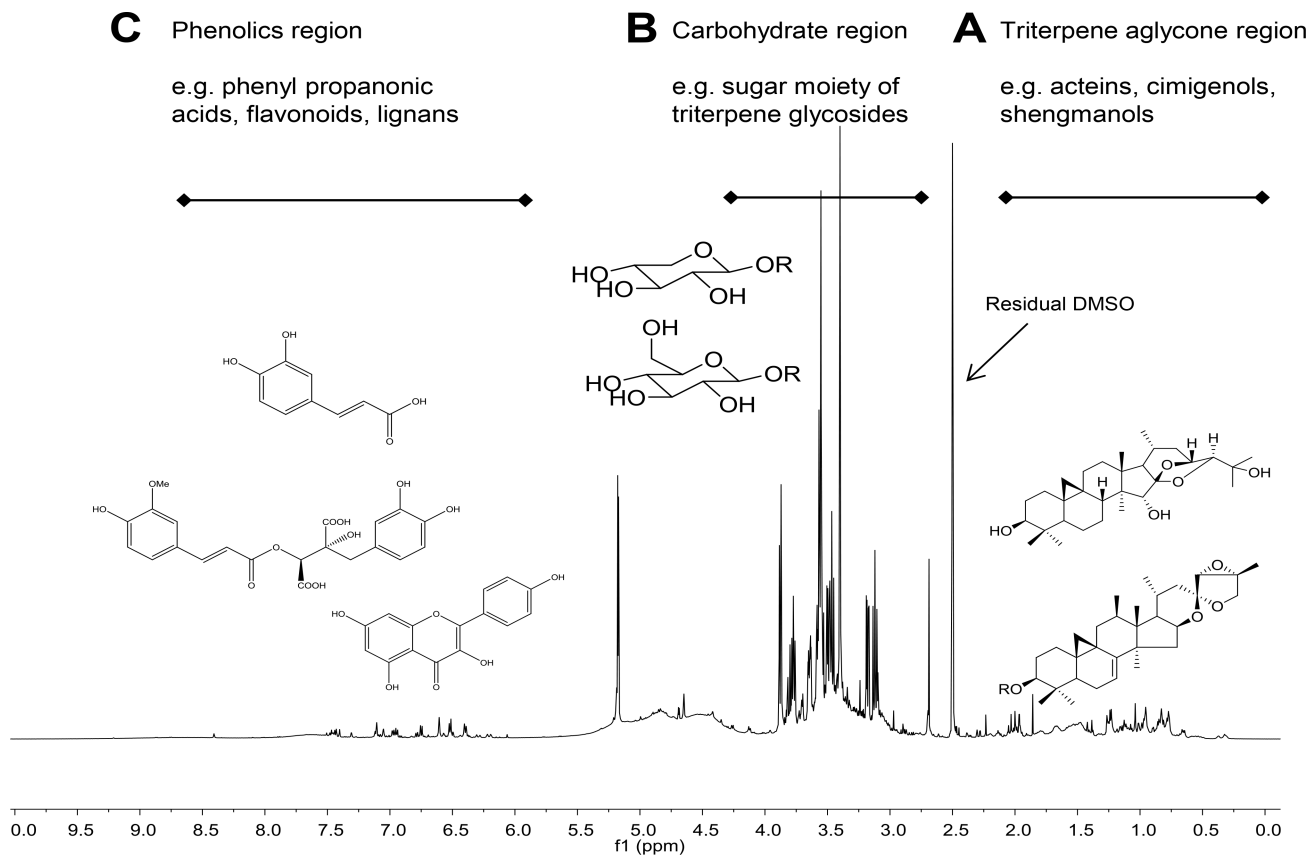 C Phenolics region
e.g. phenyl propanonic
acids, flavonoids, lignans
B Carbohydrate region
e.g. sugar moiety of
triterpene glycosides
A Triterpene aglycone region
e.g. acteins, cimigenols,
shengmanols
Residual DMSO
O
HO
HO
OH
OR
OH
HO
HO
O
OH
OR
OH
HO
OH
O
OMe
HO
O
O
COOH
OH
COOH
OH
OH
HO
O
OH
OH
O
OH
H
H
O
O
OH
H
HO
OH
O
O
O
RO
0.0 9.5 9.0 8.5 8.0 7.5 7.0 6.5 6.0 5.5 5.0 4.5 4.0 3.5 3.0 2.5 2.0 1.5 1.0 0.5 0.0
f1 (ppm)